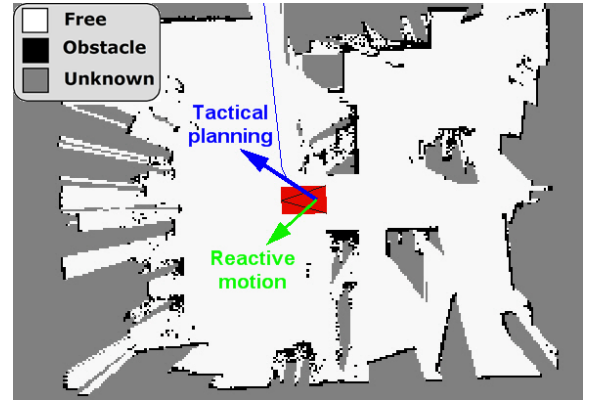 Free
Obstacle
Unknown
Tactical
planning
Reactive
motion